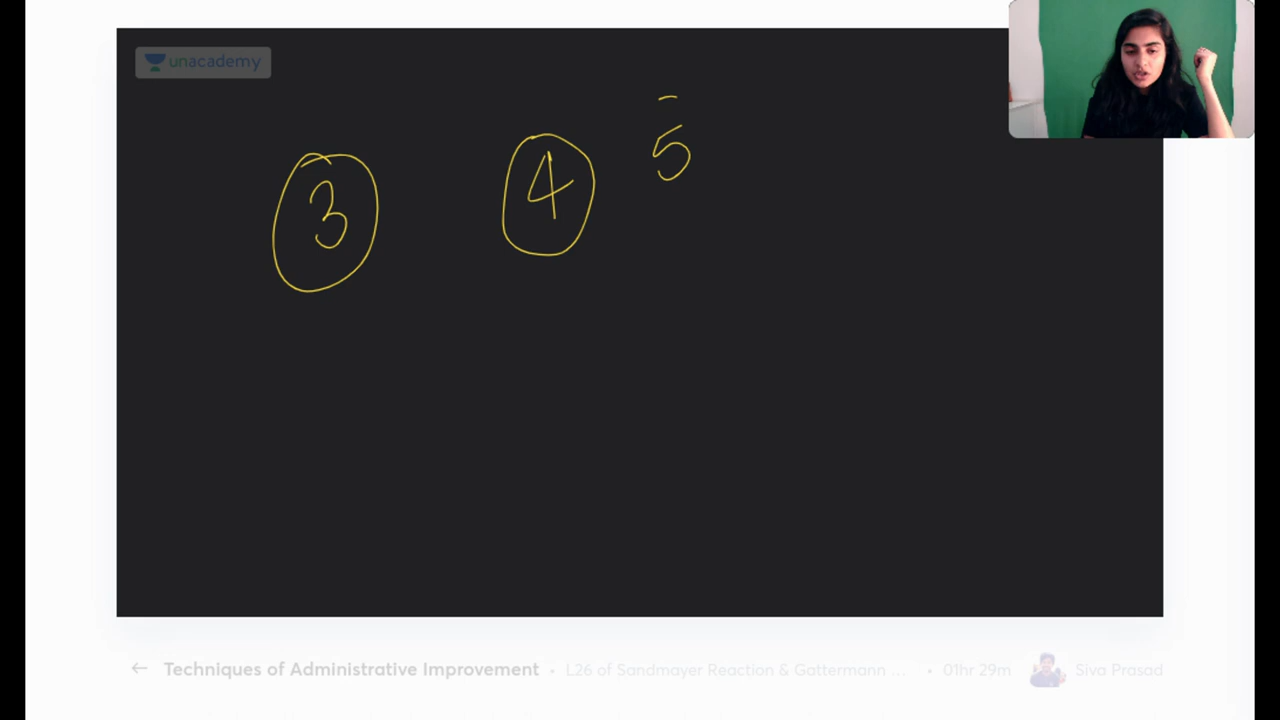 unacademy
3 4 5
← Techniques of Administrative Improvement • L26 of Sandmayer Reaction & Gattermann ... • 01hr 29m Siva Prasad